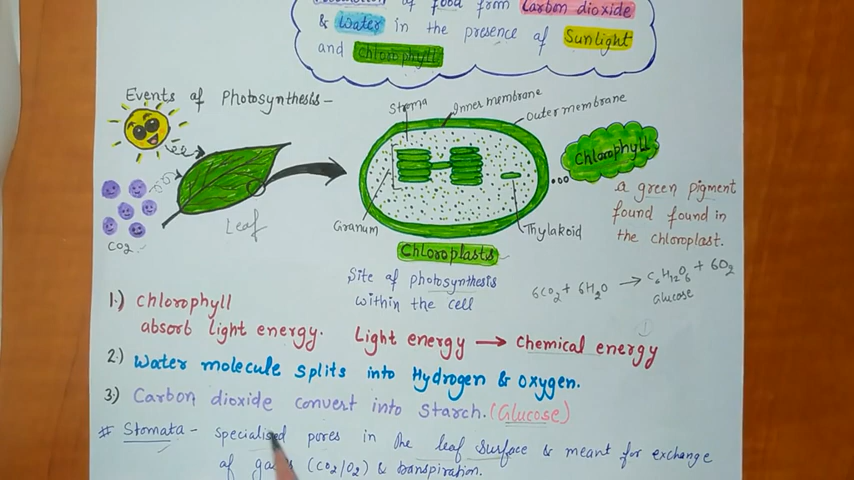 of food from Carbon dioxide
& Water in the presence of Sunlight
and chlorophyll
Events of Photosynthesis-
Stroma
Inner membrane
Outer membrane
Chlorophyll
CO2
Leaf
Granum
Thylakoid
a green pigment
found found in
the chloroplast.
Chloroplasts
Site of photosynthesis
within the cell
6CO2 + 6H2O → C6H12O6 + 6O2
glucose
1.) Chlorophyll
absorb light energy. Light energy → Chemical energy
2.) Water molecule splits into Hydrogen & oxygen.
3) Carbon dioxide convert into Starch. (Glucose)
# Stomata - Specialised pores in the leaf surface & meant for exchange
of (CO2/O2) & transpiration.